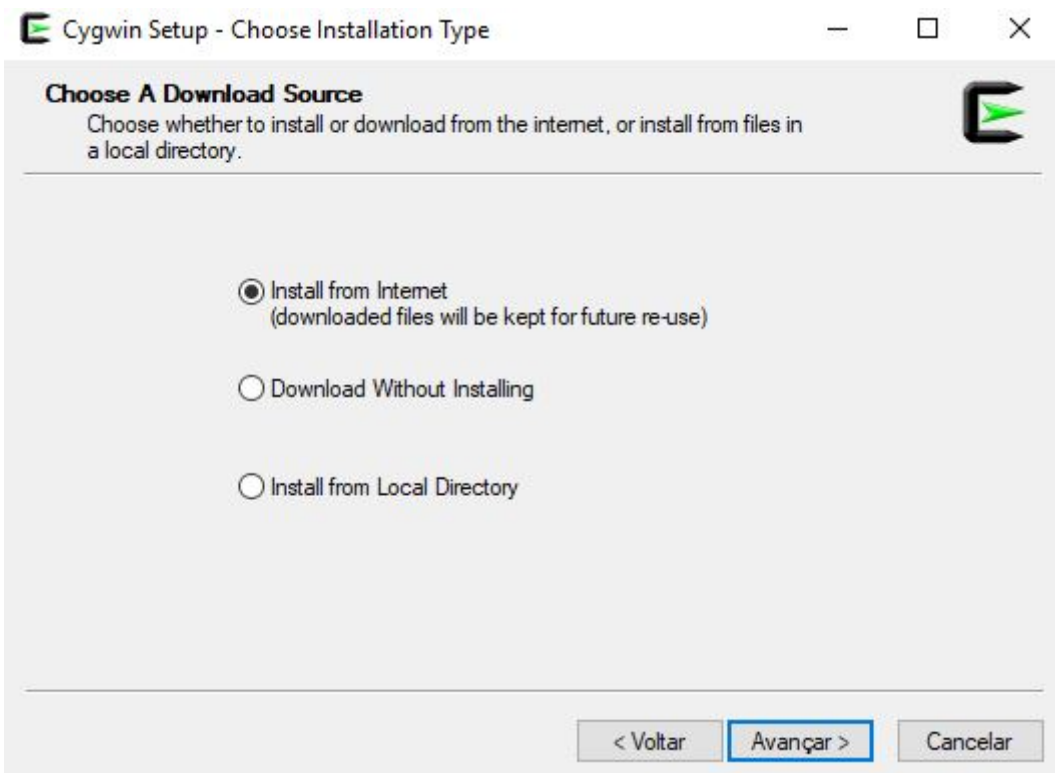 Cygwin Setup - Choose Installation Type
Choose A Download Source
Choose whether to install or download from the internet, or install from files in
a local directory.
Install from Internet
(downloaded files will be kept for future re-use)
Download Without Installing
Install from Local Directory
< Voltar
Avançar >
Cancelar